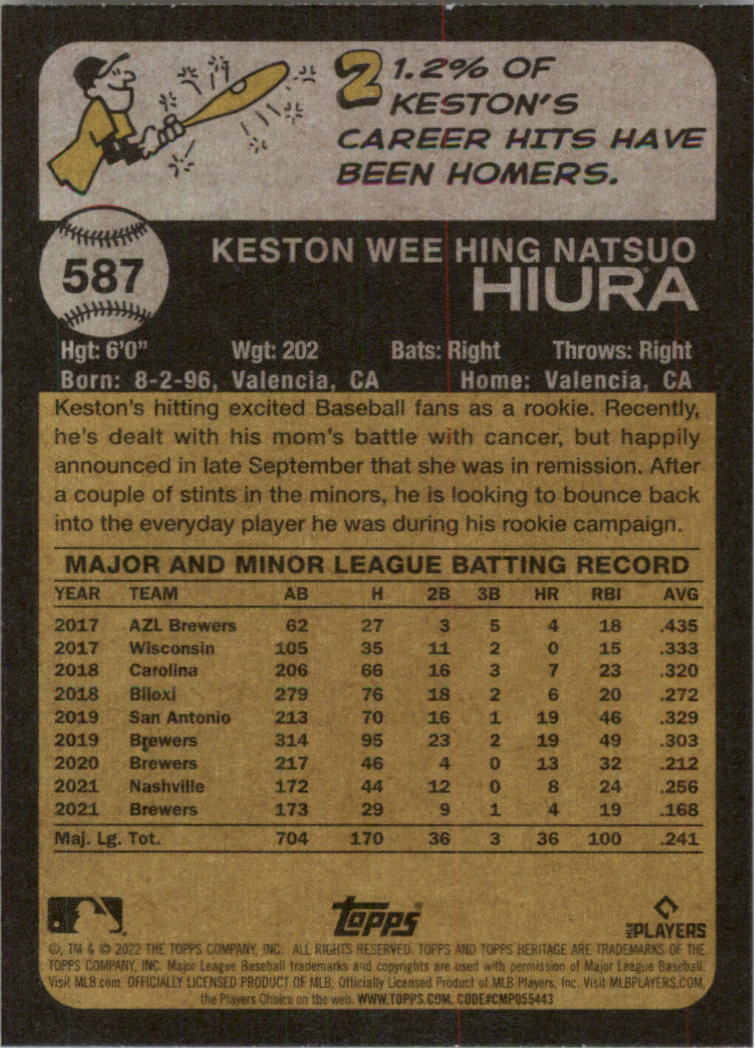 21.2% OF
KESTON'S
CAREER HITS HAVE
BEEN HOMERS.
587
KESTON WEE HING NATSUO
HIURA
Hgt: 6'0" Wgt: 202 Bats: Right Throws: Right
Born: 8-2-96, Valencia, CA Home: Valencia, CA
Keston's hitting excited Baseball fans as a rookie. Recently,
he's dealt with his mom's battle with cancer, but happily
announced in late September that she was in remission. After
a couple of stints in the minors, he is looking to bounce back
into the everyday player he was during his rookie campaign.
MAJOR AND MINOR LEAGUE BATTING RECORD
YEAR TEAM AB H 2B 3B HR RBI AVG
2017 AZL Brewers 62 27 3 5 4 18 .435
2017 Wisconsin 105 35 11 2 0 15 .333
2018 Carolina 206 66 16 3 7 23 .320
2018 Biloxi 279 76 18 2 6 20 .272
2019 San Antonio 213 70 16 1 19 46 .329
2019 Brewers 314 95 23 2 19 49 .303
2020 Brewers 217 46 4 0 13 32 .212
2021 Nashville 172 44 12 0 8 24 .256
2021 Brewers 173 29 9 1 4 19 .168
Maj. Lg. Tot. 704 170 36 3 36 100 .241
Topps
MLB PLAYERS
©, TM & © 2022 THE TOPPS COMPANY, INC. ALL RIGHTS RESERVED. TOPPS AND TOPPS HERITAGE ARE TRADEMARKS OF THE
TOPPS COMPANY, INC. Major League Baseball trademarks and copyrights are used with permission of Major League Baseball.
Visit MLB.com. OFFICIALLY LICENSED PRODUCT OF MLB. Officially Licensed Product of MLB Players, Inc. Visit MLBPLAYERS.COM,
the Players Choice on the web. WWW.TOPPS.COM. CODE#CMP055443